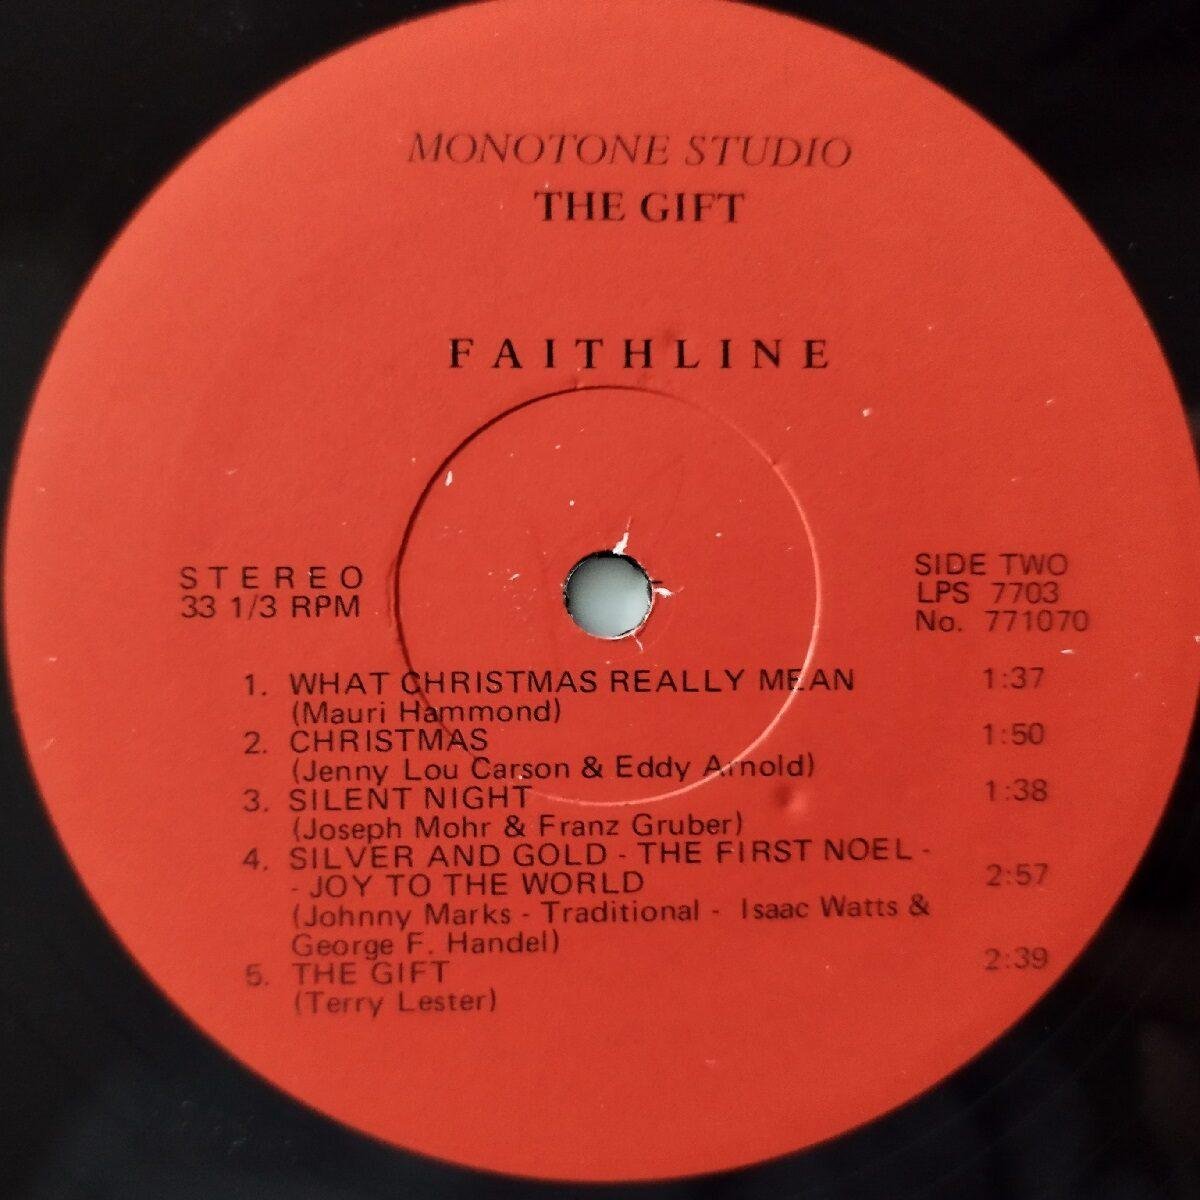 MONOTONE STUDIO
THE GIFT
FAITHLINE
STEREO
33 1/3 RPM
SIDE TWO
LPS 7703
No. 771070
1. WHAT CHRISTMAS REALLY MEAN 1:37
(Mauri Hammond)
2. CHRISTMAS 1:50
(Jenny Lou Carson & Eddy Arnold)
3. SILENT NIGHT 1:38
(Joseph Mohr & Franz Gruber)
4. SILVER AND GOLD - THE FIRST NOEL -
- JOY TO THE WORLD 2:57
(Johnny Marks - Traditional - Isaac Watts &
George F. Handel)
5. THE GIFT 2:39
(Terry Lester)